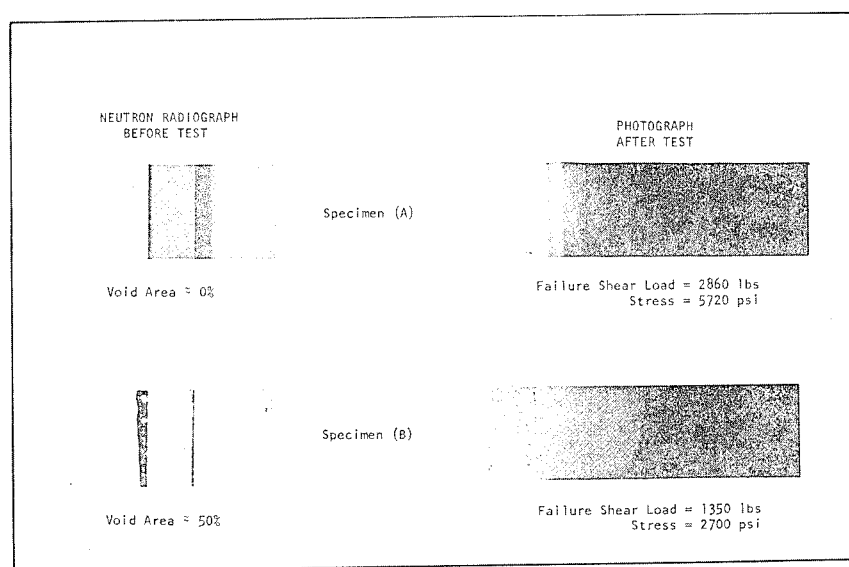 NEUTRON RADIOGRAPH
BEFORE TEST
PHOTOGRAPH
AFTER TEST
Specimen (A)
Void Area ≈ 0%
Failure Shear Load = 2860 lbs
Stress = 5720 psi
Specimen (B)
Void Area ≈ 50%
Failure Shear Load = 1350 lbs
Stress = 2700 psi